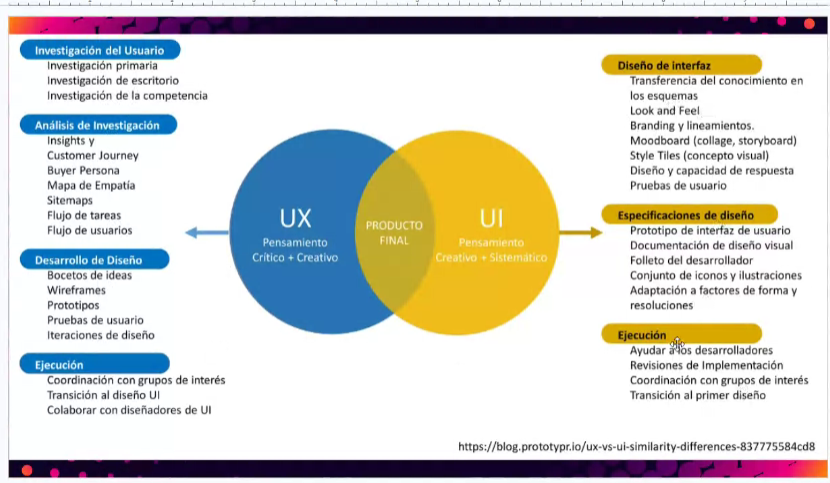 Investigación del Usuario
Investigación primaria
Investigación de escritorio
Investigación de la competencia
Análisis de Investigación
Insights y
Customer Journey
Buyer Persona
Mapa de Empatía
Sitemaps
Flujo de tareas
Flujo de usuarios
Desarrollo de Diseño
Bocetos de ideas
Wireframes
Prototipos
Pruebas de usuario
Iteraciones de diseño
Ejecución
Coordinación con grupos de interés
Transición al diseño UI
Colaborar con diseñadores de UI
UX
Pensamiento
Crítico + Creativo
PRODUCTO
FINAL
UI
Pensamiento
Creativo + Sistemático
Diseño de interfaz
Transferencia del conocimiento en
los esquemas
Look and Feel
Branding y lineamientos.
Moodboard (collage, storyboard)
Style Tiles (concepto visual)
Diseño y capacidad de respuesta
Pruebas de usuario
Especificaciones de diseño
Prototipo de interfaz de usuario
Documentación de diseño visual
Folleto del desarrollador
Conjunto de iconos y ilustraciones
Adaptación a factores de forma y
resoluciones
Ejecución
Ayudar a los desarrolladores
Revisiones de Implementación
Coordinación con grupos de interés
Transición al primer diseño
https://blog.prototypr.io/ux-vs-ui-similarity-differences-837775584cd8